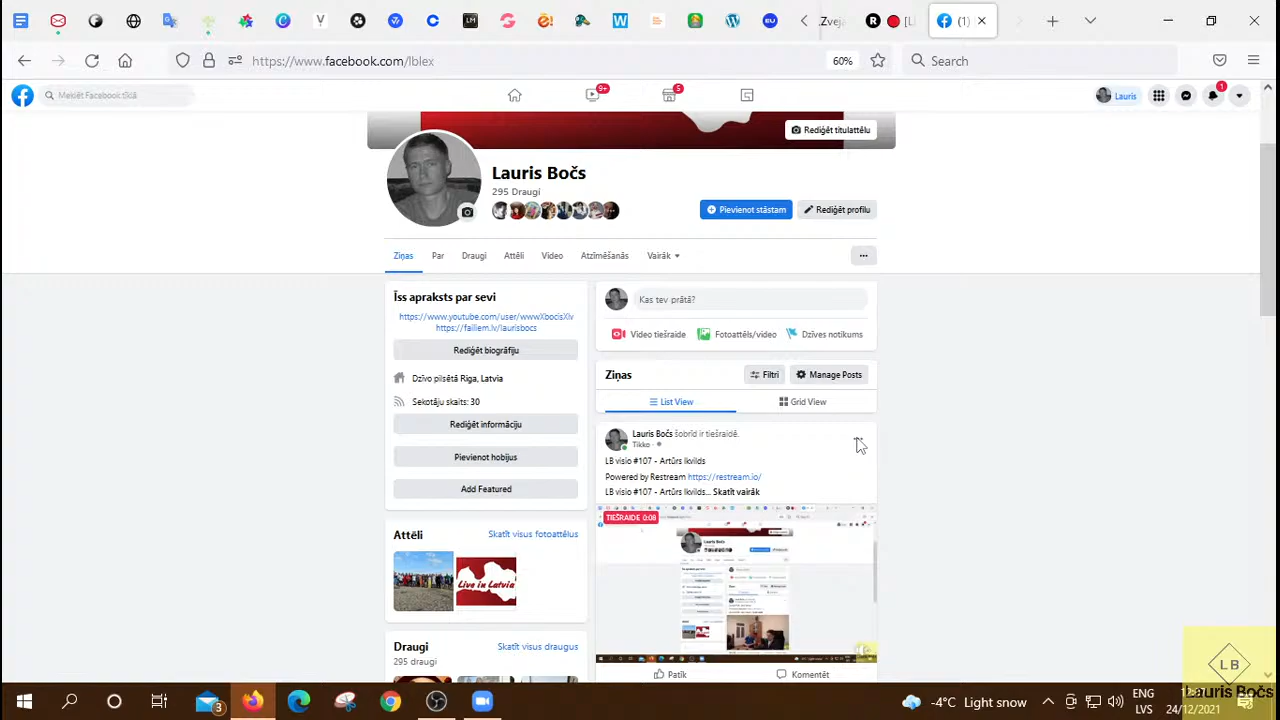 (1)
https://www.facebook.com/lblex
60%
Search
Meklēt Facebook tīklā
9+
5
Lauris
1
Rediģēt titulattēlu
Lauris Bočs
295 Draugi
Pievienot stāstam
Rediģēt profilu
Ziņas
Par
Draugi
Attēli
Video
Atzīmēšanās
Vairāk
Īss apraksts par sevi
https://www.youtube.com/user/wwwXbocisXlv
https://failiem.lv/laurisbocs
Rediģēt biogrāfiju
Dzīvo pilsētā Riga, Latvia
Sekotāju skaits: 30
Rediģēt informāciju
Pievienot hobijus
Add Featured
Attēli
Skatīt visus fotoattēlus
Live in Latvia
Draugi
Skatīt visus draugus
295 draugi
Kas tev prātā?
Video tiešraide
Fotoattēls/video
Dzīves notikums
Ziņas
Filtri
Manage Posts
List View
Grid View
Lauris Bočs šobrīd ir tiešraidē.
Tikko
LB visio #107 - Artūrs Ikvilds
Powered by Restream https://restream.io/
LB visio #107 - Artūrs Ikvilds... Skatīt vairāk
TIEŠRAIDE 0:08
Patīk
Komentēt
LB
Lauris Bočs
3
-4°C Light snow
ENG
LVS
24/12/2021